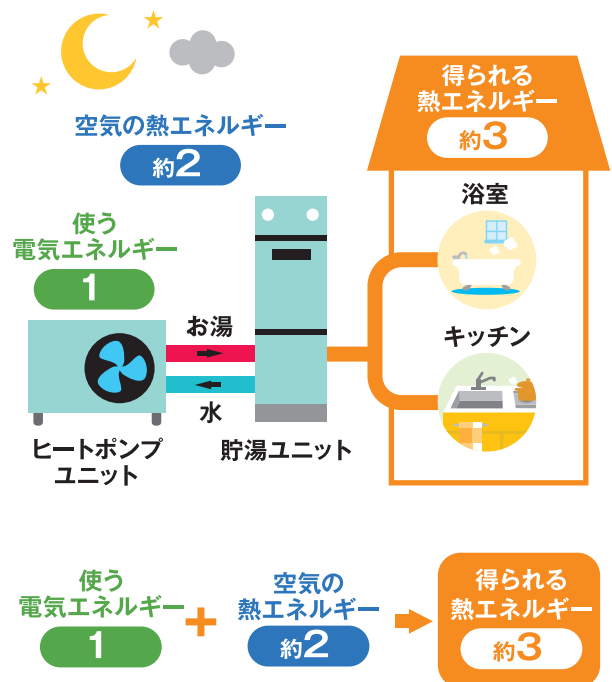 空気の熱エネルギー
約2
得られる
熱エネルギー
約3
使う
電気エネルギー
1
お湯
水
ヒートポンプ
ユニット
貯湯ユニット
浴室
キッチン
使う
電気エネルギー
1
+
空気の
熱エネルギー
約2
得られる
熱エネルギー
約3